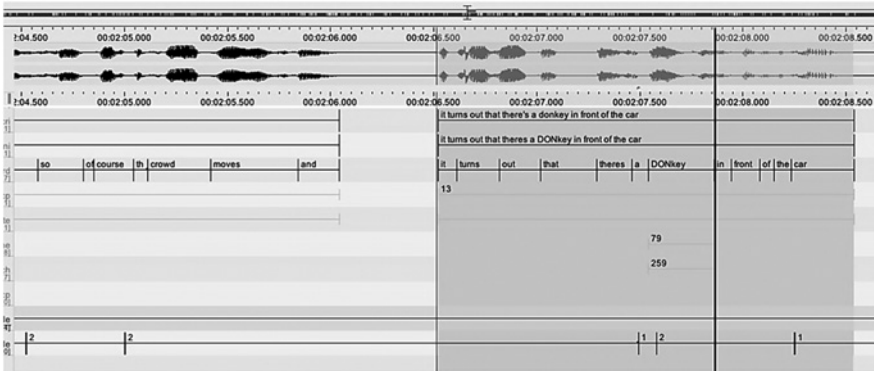 2:04.500 00:02:05.000 00:02:05.500 00:02:06.000 00:02:06.500 00:02:07.000 00:02:07.500 00:02:08.000 00:02:08.500
2:04.500 00:02:05.000 00:02:05.500 00:02:06.000 00:02:06.500 00:02:07.000 00:02:07.500 00:02:08.000 00:02:08.500
it turns out that there's a donkey in front of the car
it turns out that theres a DONkey in front of the car
so of course th crowd moves and it turns out that theres a DONkey in front of the car
13
79
259
2 2 1 2 1